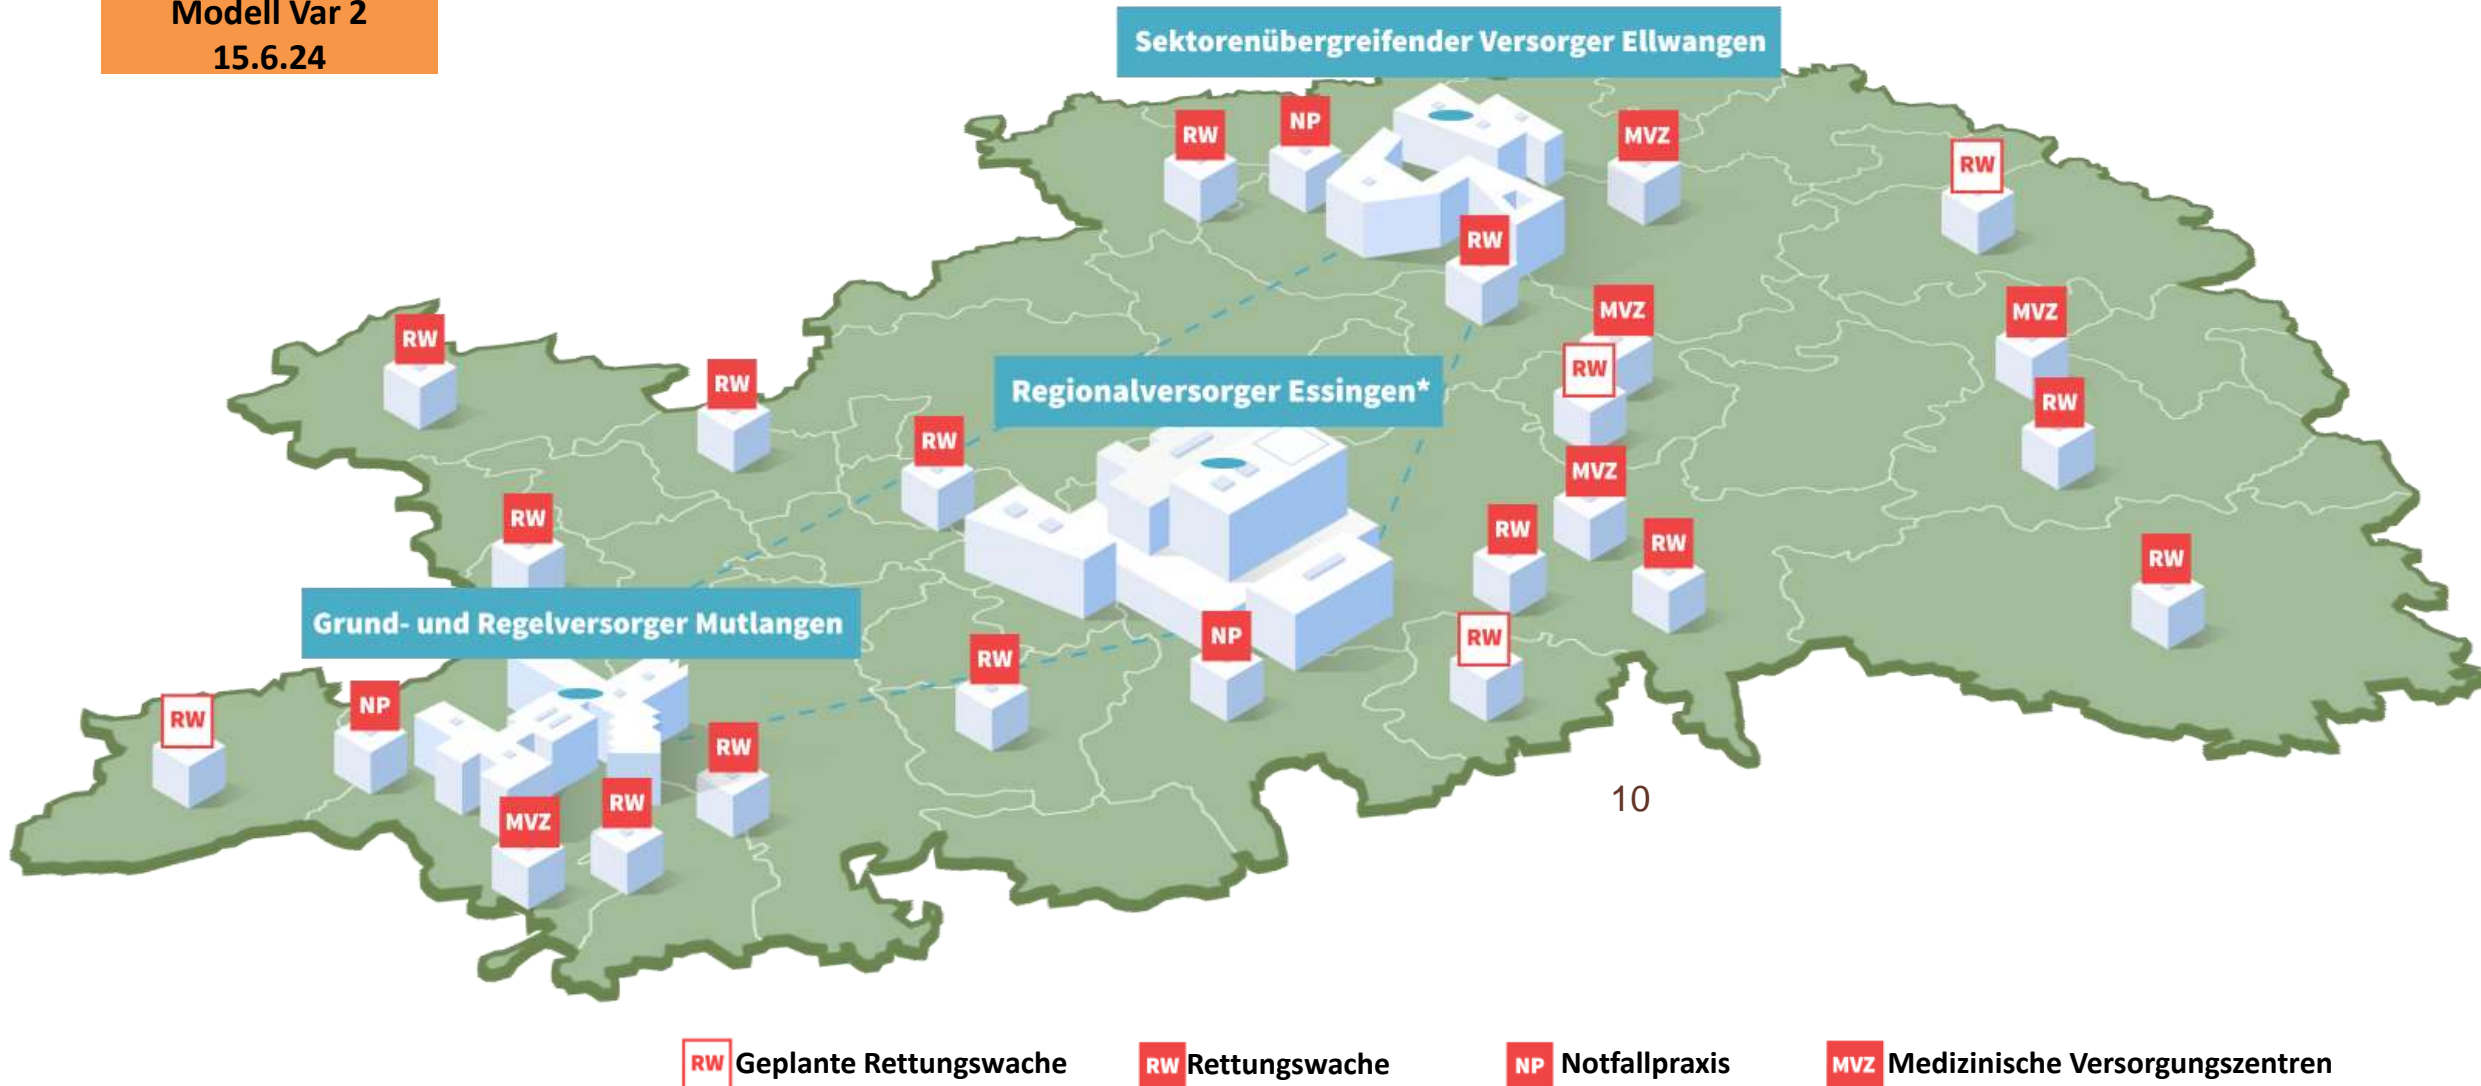 Modell Var 2
15.6.24
Sektorenübergreifender Versorger Ellwangen
RW
NP
MVZ
RW
RW
MVZ
MVZ
RW
RW
RW
RW
Regionalversorger Essingen*
RW
RW
MVZ
RW
RW
RW
RW
Grund- und Regelversorger Mutlangen
NP
RW
RW
RW
NP
RW
MVZ
RW
10
RW Geplante Rettungswache
RW Rettungswache
NP Notfallpraxis
MVZ Medizinische Versorgungszentren